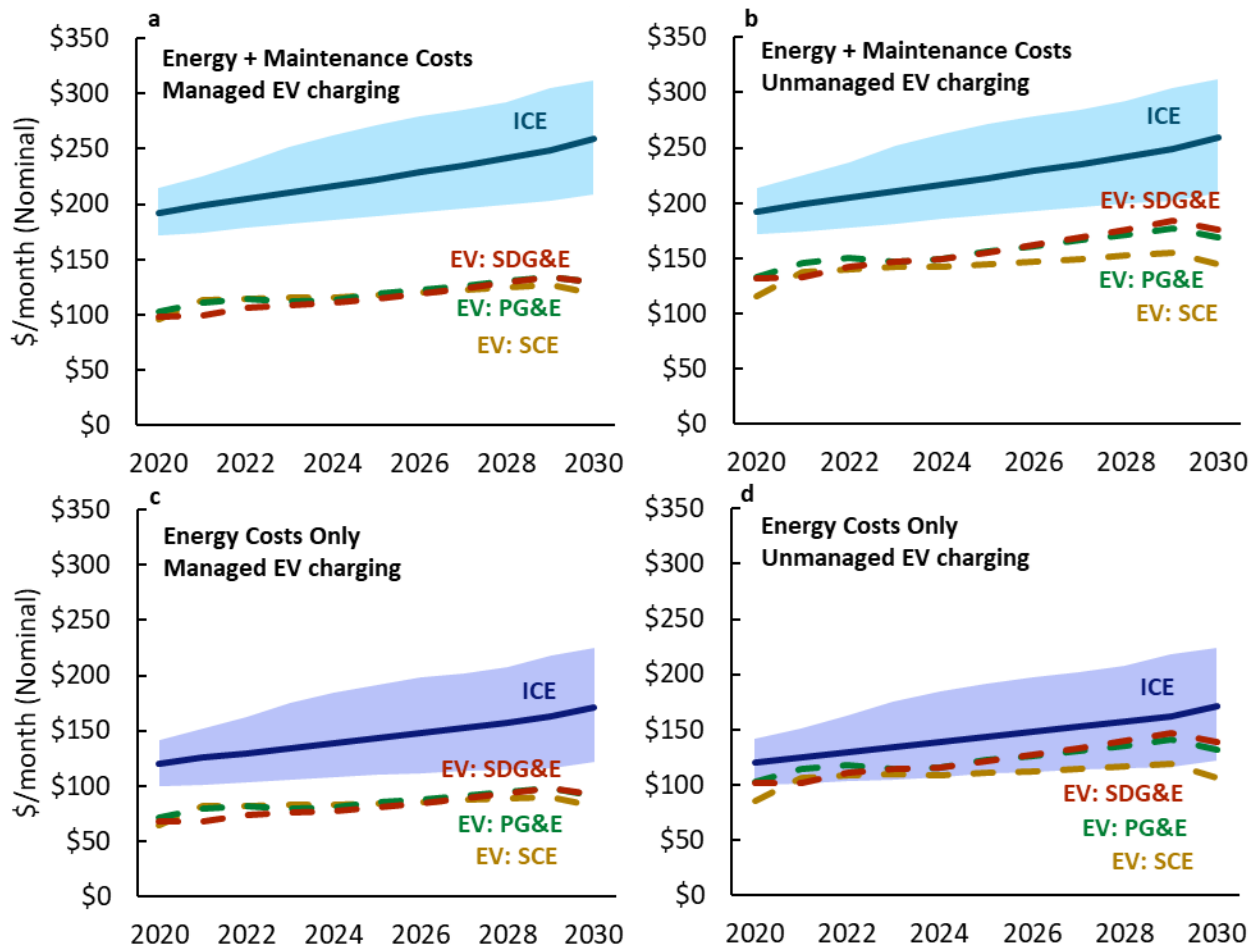 a
Energy + Maintenance Costs
Managed EV charging
$/month (Nominal)
$350
$300
$250
$200
$150
$100
$50
$0
ICE
EV: SDG&E
EV: PG&E
EV: SCE
2020 2022 2024 2026 2028 2030
b
Energy + Maintenance Costs
Unmanaged EV charging
$350
$300
$250
$200
$150
$100
$50
$0
ICE
EV: SDG&E
EV: PG&E
EV: SCE
2020 2022 2024 2026 2028 2030
c
Energy Costs Only
Managed EV charging
$/month (Nominal)
$350
$300
$250
$200
$150
$100
$50
$0
ICE
EV: SDG&E
EV: PG&E
EV: SCE
2020 2022 2024 2026 2028 2030
d
Energy Costs Only
Unmanaged EV charging
$350
$300
$250
$200
$150
$100
$50
$0
ICE
EV: SDG&E
EV: PG&E
EV: SCE
2020 2022 2024 2026 2028 2030